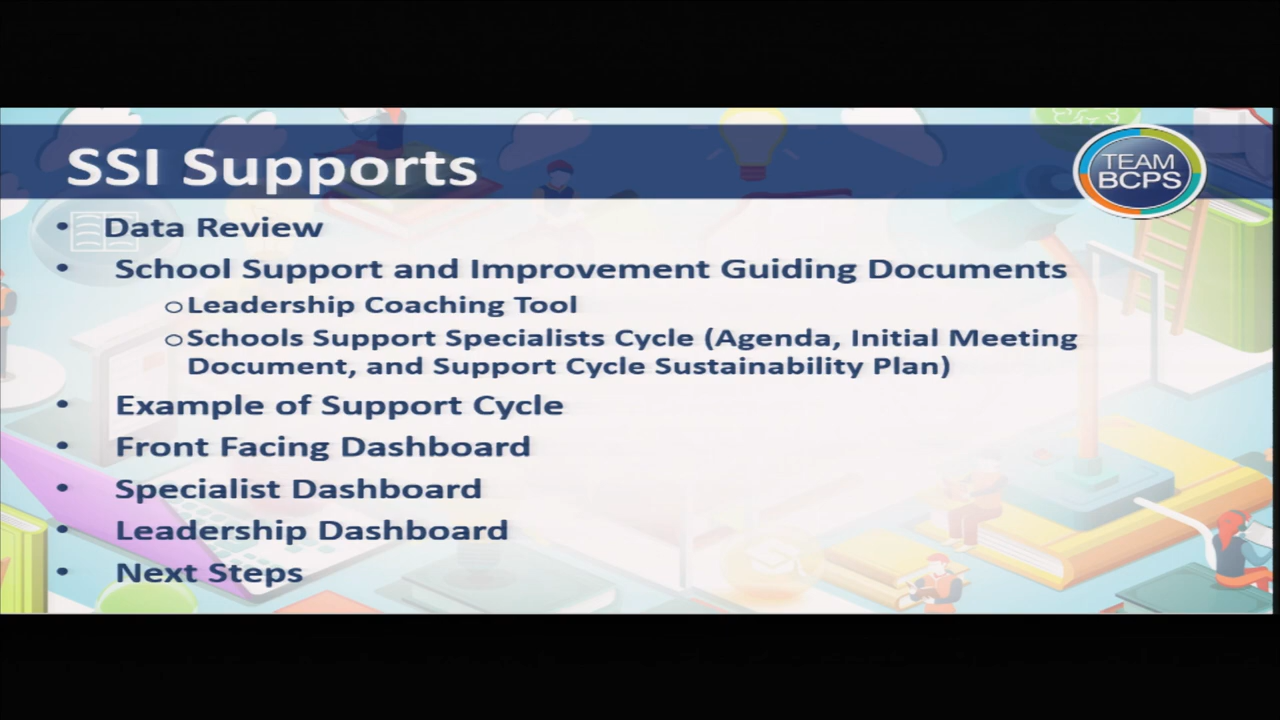 SSI Supports
TEAM
BCPS
• Data Review
• School Support and Improvement Guiding Documents
○ Leadership Coaching Tool
○ Schools Support Specialists Cycle (Agenda, Initial Meeting
Document, and Support Cycle Sustainability Plan)
• Example of Support Cycle
• Front Facing Dashboard
• Specialist Dashboard
• Leadership Dashboard
• Next Steps